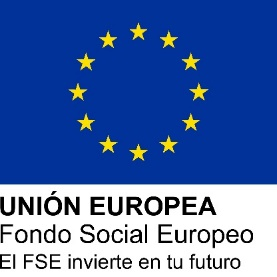 UNIÓN EUROPEA
Fondo Social Europeo
El FSE invierte en tu futuro